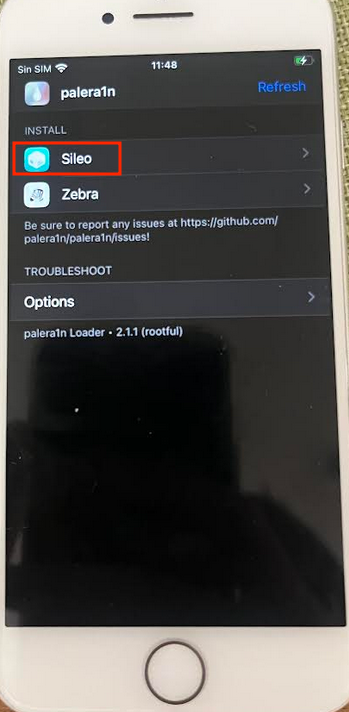 Sin SIM
11:48
palera1n
Refresh
INSTALL
Sileo
Zebra
Be sure to report any issues at https://github.com/
palera1n/palera1n/issues!
TROUBLESHOOT
Options
palera1n Loader • 2.1.1 (rootful)